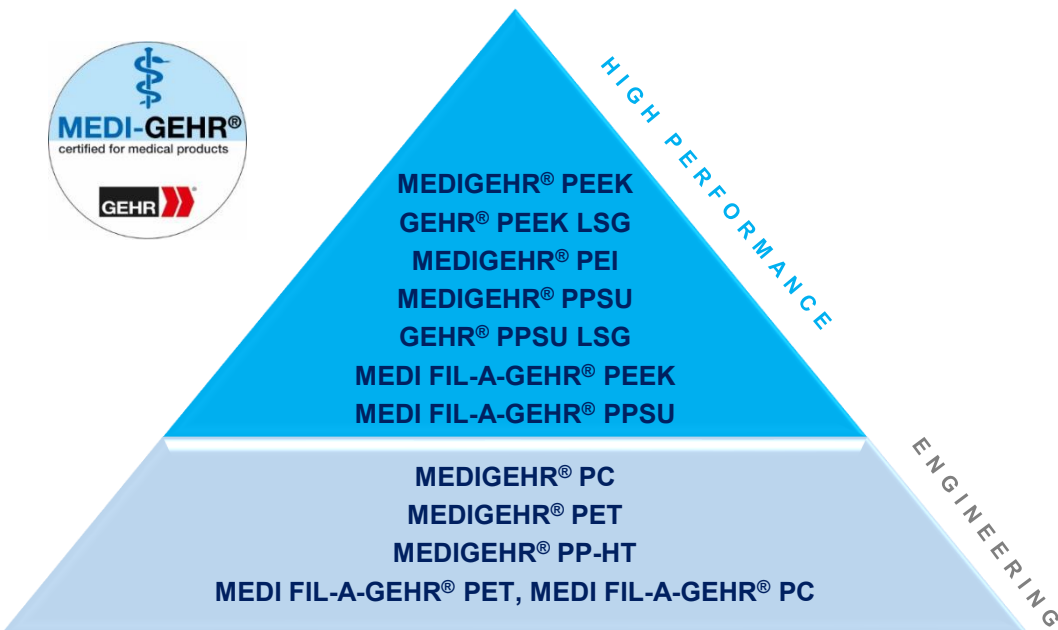 MEDI-GEHR®
certified for medical products
GEHR®
HIGH PERFORMANCE
MEDIGEHR® PEEK
GEHR® PEEK LSG
MEDIGEHR® PEI
MEDIGEHR® PPSU
GEHR® PPSU LSG
MEDI FIL-A-GEHR® PEEK
MEDI FIL-A-GEHR® PPSU
ENGINEERING
MEDIGEHR® PC
MEDIGEHR® PET
MEDIGEHR® PP-HT
MEDI FIL-A-GEHR® PET, MEDI FIL-A-GEHR® PC